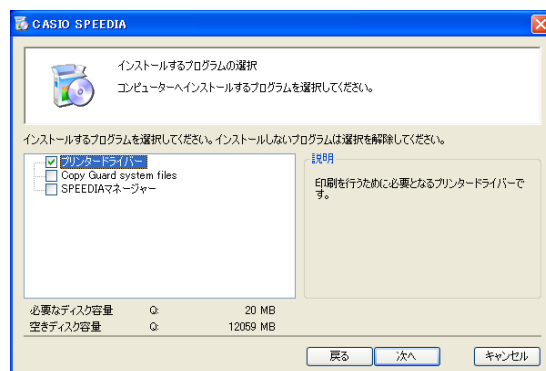 CASIO SPEEDIA
インストールするプログラムの選択
コンピューターへインストールするプログラムを選択してください。
インストールするプログラムを選択してください。インストールしないプログラムは選択を解除してください。
プリンタードライバー
Copy Guard system files
SPEEDIAマネージャー
説明
印刷を行うために必要となるプリンタードライバーで
す。
必要なディスク容量 Q: 20 MB
空きディスク容量 Q: 12059 MB
戻る 次へ キャンセル